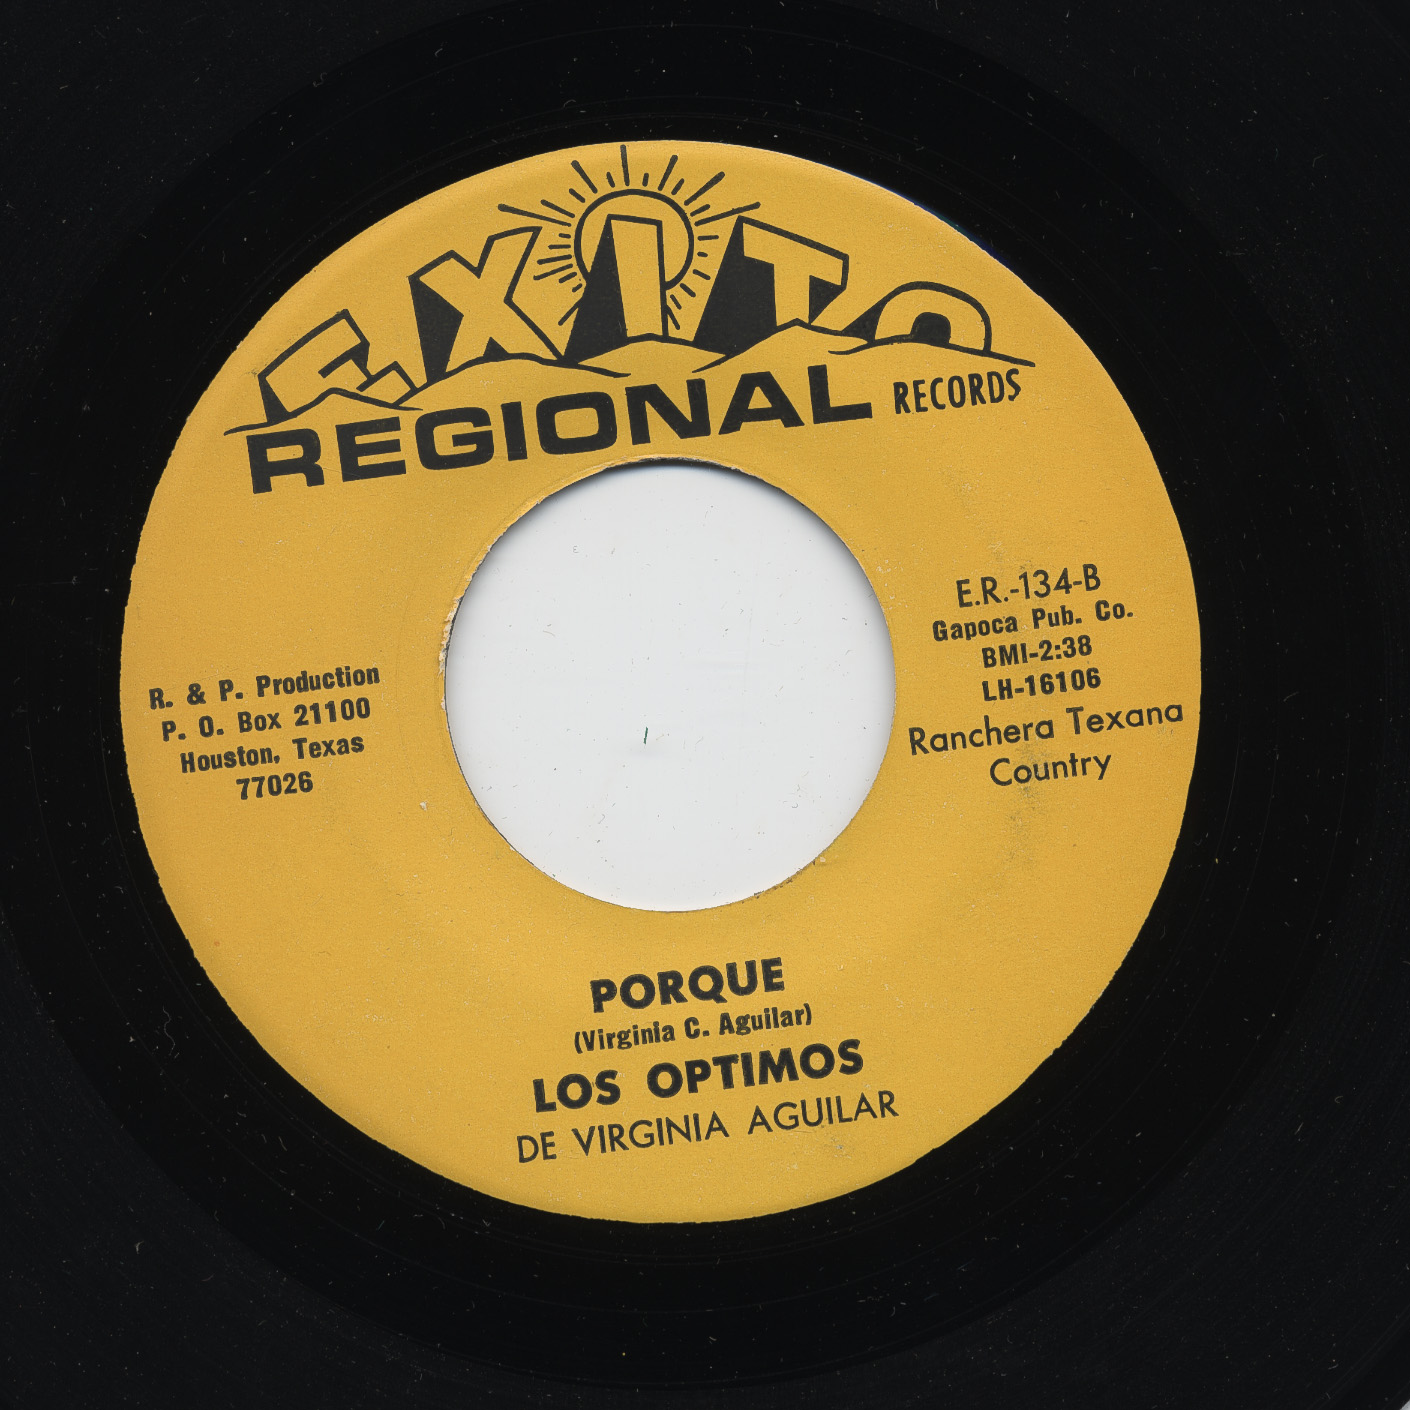 EXITO
REGIONAL RECORDS
E.R.-134-B
Gapoca Pub. Co.
BMI-2:38
LH-16106
Ranchera Texana
Country
R. & P. Production
P. O. Box 21100
Houston, Texas
77026
PORQUE
(Virginia C. Aguilar)
LOS OPTIMOS
DE VIRGINIA AGUILAR